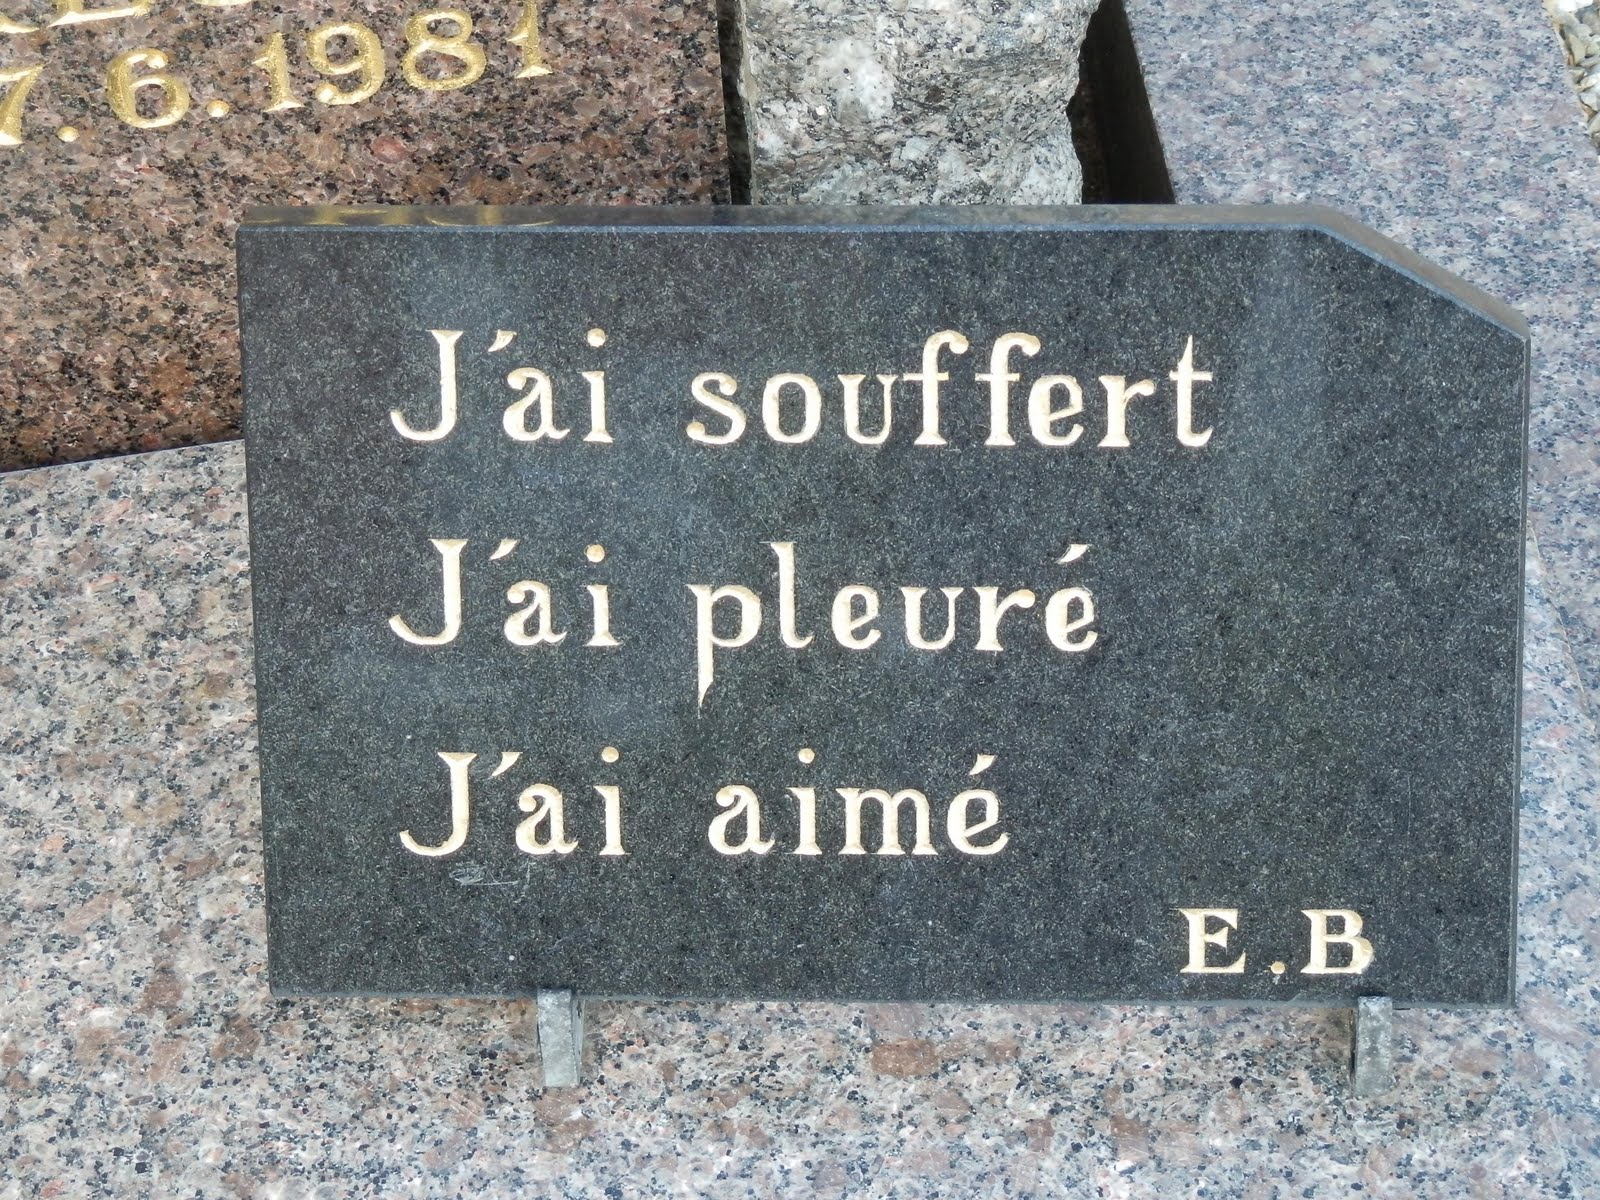 7.6.1981
J'ai souffert
J'ai pleuré
J'ai aimé
E.B